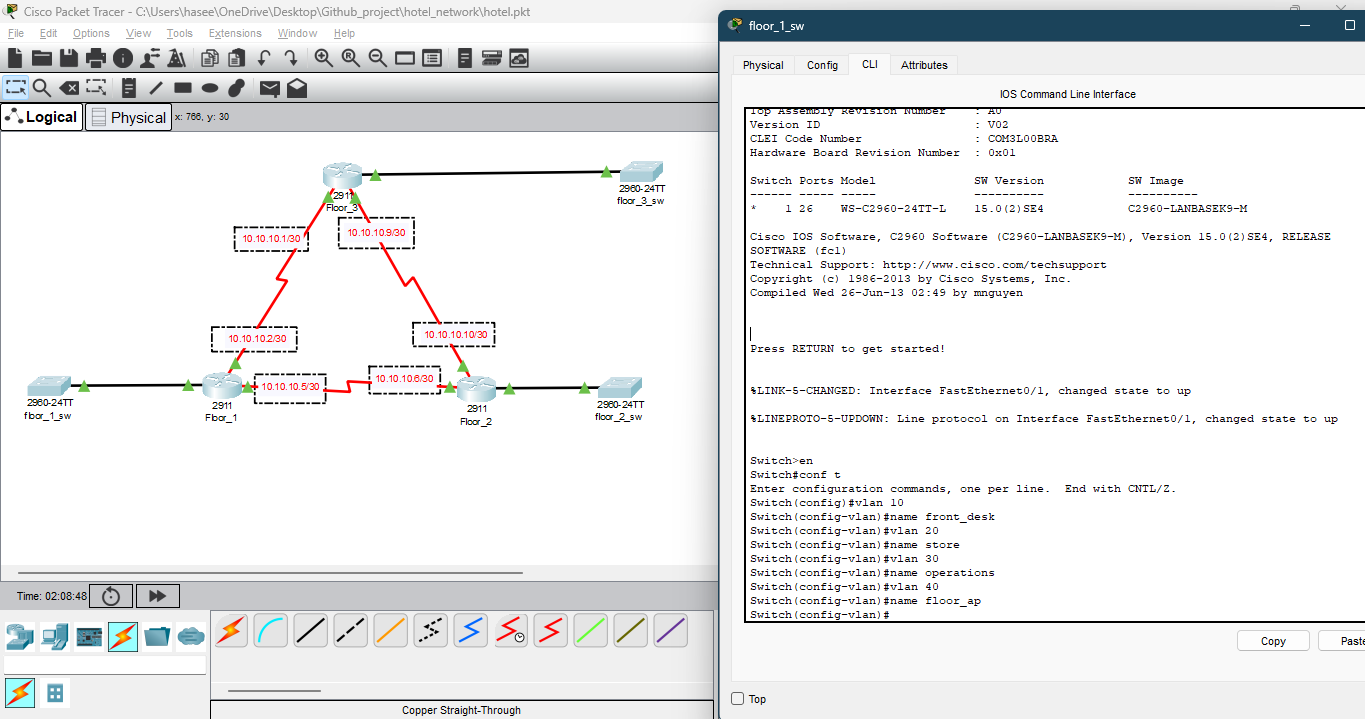 Cisco Packet Tracer - C:\Users\hasee\OneDrive\Desktop\Github_project\hotel_network\hotel.pkt
File Edit Options View Tools Extensions Window Help
Logical Physical x: 766, y: 30
2911
Floor_3
2960-24TT
floor_3_sw
10.10.10.1/30
10.10.10.9/30
10.10.10.2/30
10.10.10.10/30
10.10.10.5/30
10.10.10.6/30
2960-24TT
floor_1_sw
2911
Floor_1
2911
Floor_2
2960-24TT
floor_2_sw
Time: 02:08:48
Copper Straight-Through
floor_1_sw
Physical Config CLI Attributes
IOS Command Line Interface
Top Assembly Revision Number : A0
Version ID : V02
CLEI Code Number : COM3L00BRA
Hardware Board Revision Number : 0x01
Switch Ports Model SW Version SW Image
------ ----- ----- ---------- ----------
* 1 26 WS-C2960-24TT-L 15.0(2)SE4 C2960-LANBASEK9-M
Cisco IOS Software, C2960 Software (C2960-LANBASEK9-M), Version 15.0(2)SE4, RELEASE
SOFTWARE (fc1)
Technical Support: http://www.cisco.com/techsupport
Copyright (c) 1986-2013 by Cisco Systems, Inc.
Compiled Wed 26-Jun-13 02:49 by mnguyen
Press RETURN to get started!
%LINK-5-CHANGED: Interface FastEthernet0/1, changed state to up
%LINEPROTO-5-UPDOWN: Line protocol on Interface FastEthernet0/1, changed state to up
Switch>en
Switch#conf t
Enter configuration commands, one per line. End with CNTL/Z.
Switch(config)#vlan 10
Switch(config-vlan)#name front_desk
Switch(config-vlan)#vlan 20
Switch(config-vlan)#name store
Switch(config-vlan)#vlan 30
Switch(config-vlan)#name operations
Switch(config-vlan)#vlan 40
Switch(config-vlan)#name floor_ap
Switch(config-vlan)#
Copy Paste
Top